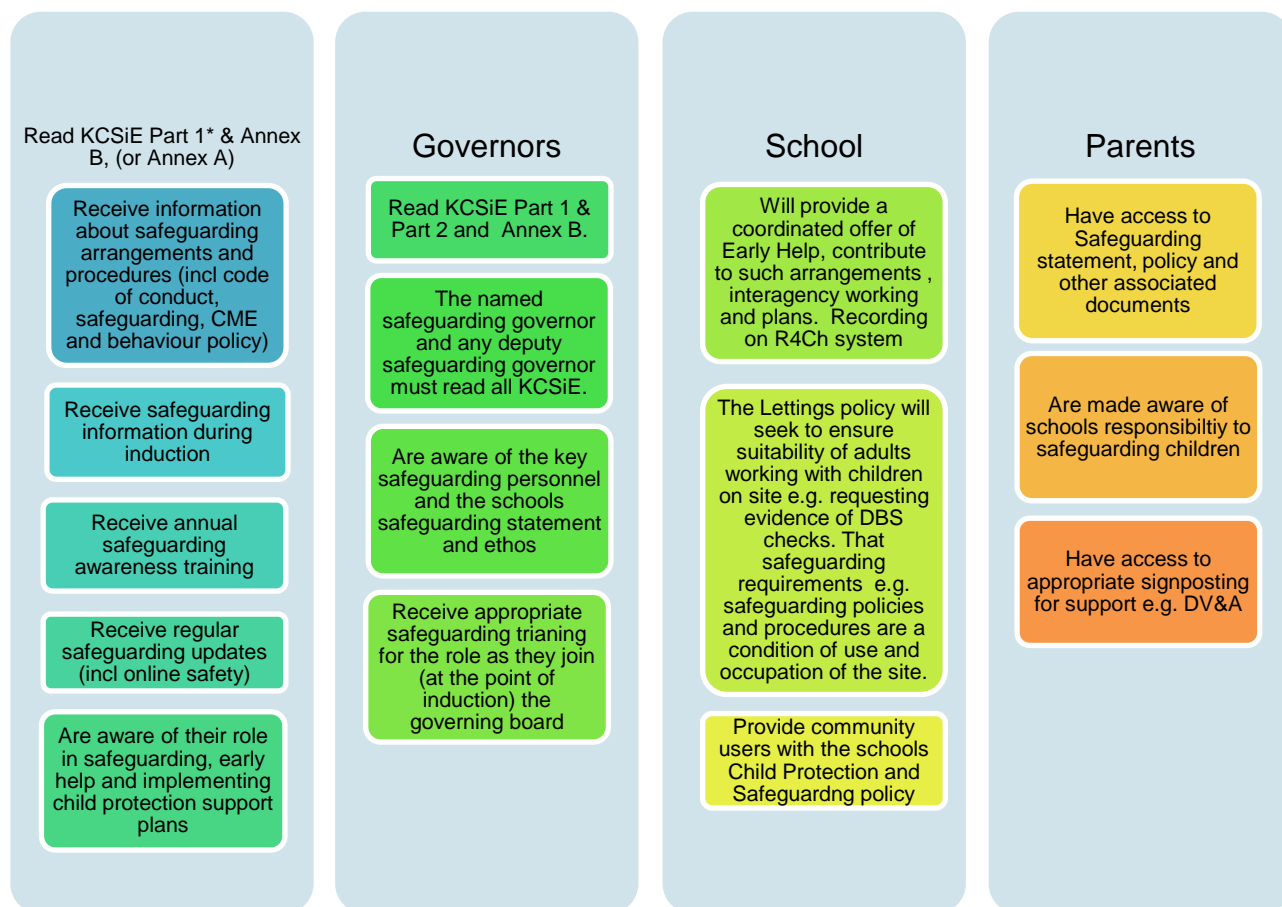 Read KCSiE Part 1* & Annex
B, (or Annex A)
Receive information
about safeguarding
arrangements and
procedures (incl code
of conduct,
safeguarding, CME
and behaviour policy)
Receive safeguarding
information during
induction
Receive annual
safeguarding
awareness training
Receive regular
safeguarding updates
(incl online safety)
Are aware of their role
in safeguarding, early
help and implementing
child protection support
plans
Governors
Read KCSiE Part 1 &
Part 2 and Annex B.
The named
safeguarding governor
and any deputy
safeguarding governor
must read all KCSiE.
Are aware of the key
safeguarding personnel
and the schools
safeguarding statement
and ethos
Receive appropriate
safeguarding trianing
for the role as they join
(at the point of
induction) the
governing board
School
Will provide a
coordinated offer of
Early Help, contribute
to such arrangements ,
interagency working
and plans. Recording
on R4Ch system
The Lettings policy will
seek to ensure
suitability of adults
working with children
on site e.g. requesting
evidence of DBS
checks. That
safeguarding
requirements e.g.
safeguarding policies
and procedures are a
condition of use and
occupation of the site.
Provide community
users with the schools
Child Protection and
Safeguardng policy
Parents
Have access to
Safeguarding
statement, policy and
other associated
documents
Are made aware of
schools responsibiltiy to
safeguarding children
Have access to
appropriate signposting
for support e.g. DV&A